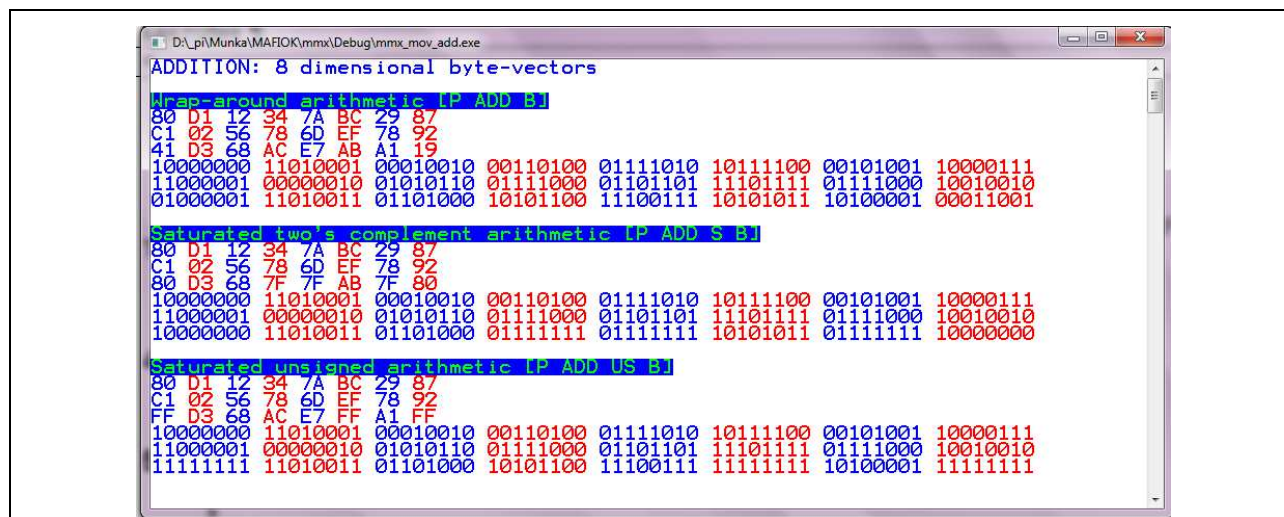 D:\_pi\Munka\MAFIOK\mmx\Debug\mmx_mov_add.exe
ADDITION: 8 dimensional byte-vectors
Wrap-around arithmetic [P ADD B]
80 D1 12 34 7A BC 29 87
C1 02 56 78 6D EF 78 92
41 D3 68 AC E7 AB A1 19
10000000 11010001 00010010 00110100 01111010 10111100 00101001 10000111
11000001 00000010 01010110 01111000 01101101 11101111 01111000 10010010
01000001 11010011 01101000 10101100 11100111 10101011 10100001 00011001
Saturated two's complement arithmetic [P ADD S B]
80 D1 12 34 7A BC 29 87
C1 02 56 78 6D EF 78 92
80 D3 68 7F 7F AB 7F 80
10000000 11010001 00010010 00110100 01111010 10111100 00101001 10000111
11000001 00000010 01010110 01111000 01101101 11101111 01111000 10010010
10000000 11010011 01101000 01111111 01111111 10101011 01111111 10000000
Saturated unsigned arithmetic [P ADD US B]
80 D1 12 34 7A BC 29 87
C1 02 56 78 6D EF 78 92
FF D3 68 AC E7 FF A1 FF
10000000 11010001 00010010 00110100 01111010 10111100 00101001 10000111
11000001 00000010 01010110 01111000 01101101 11101111 01111000 10010010
11111111 11010011 01101000 10101100 11100111 11111111 10100001 11111111